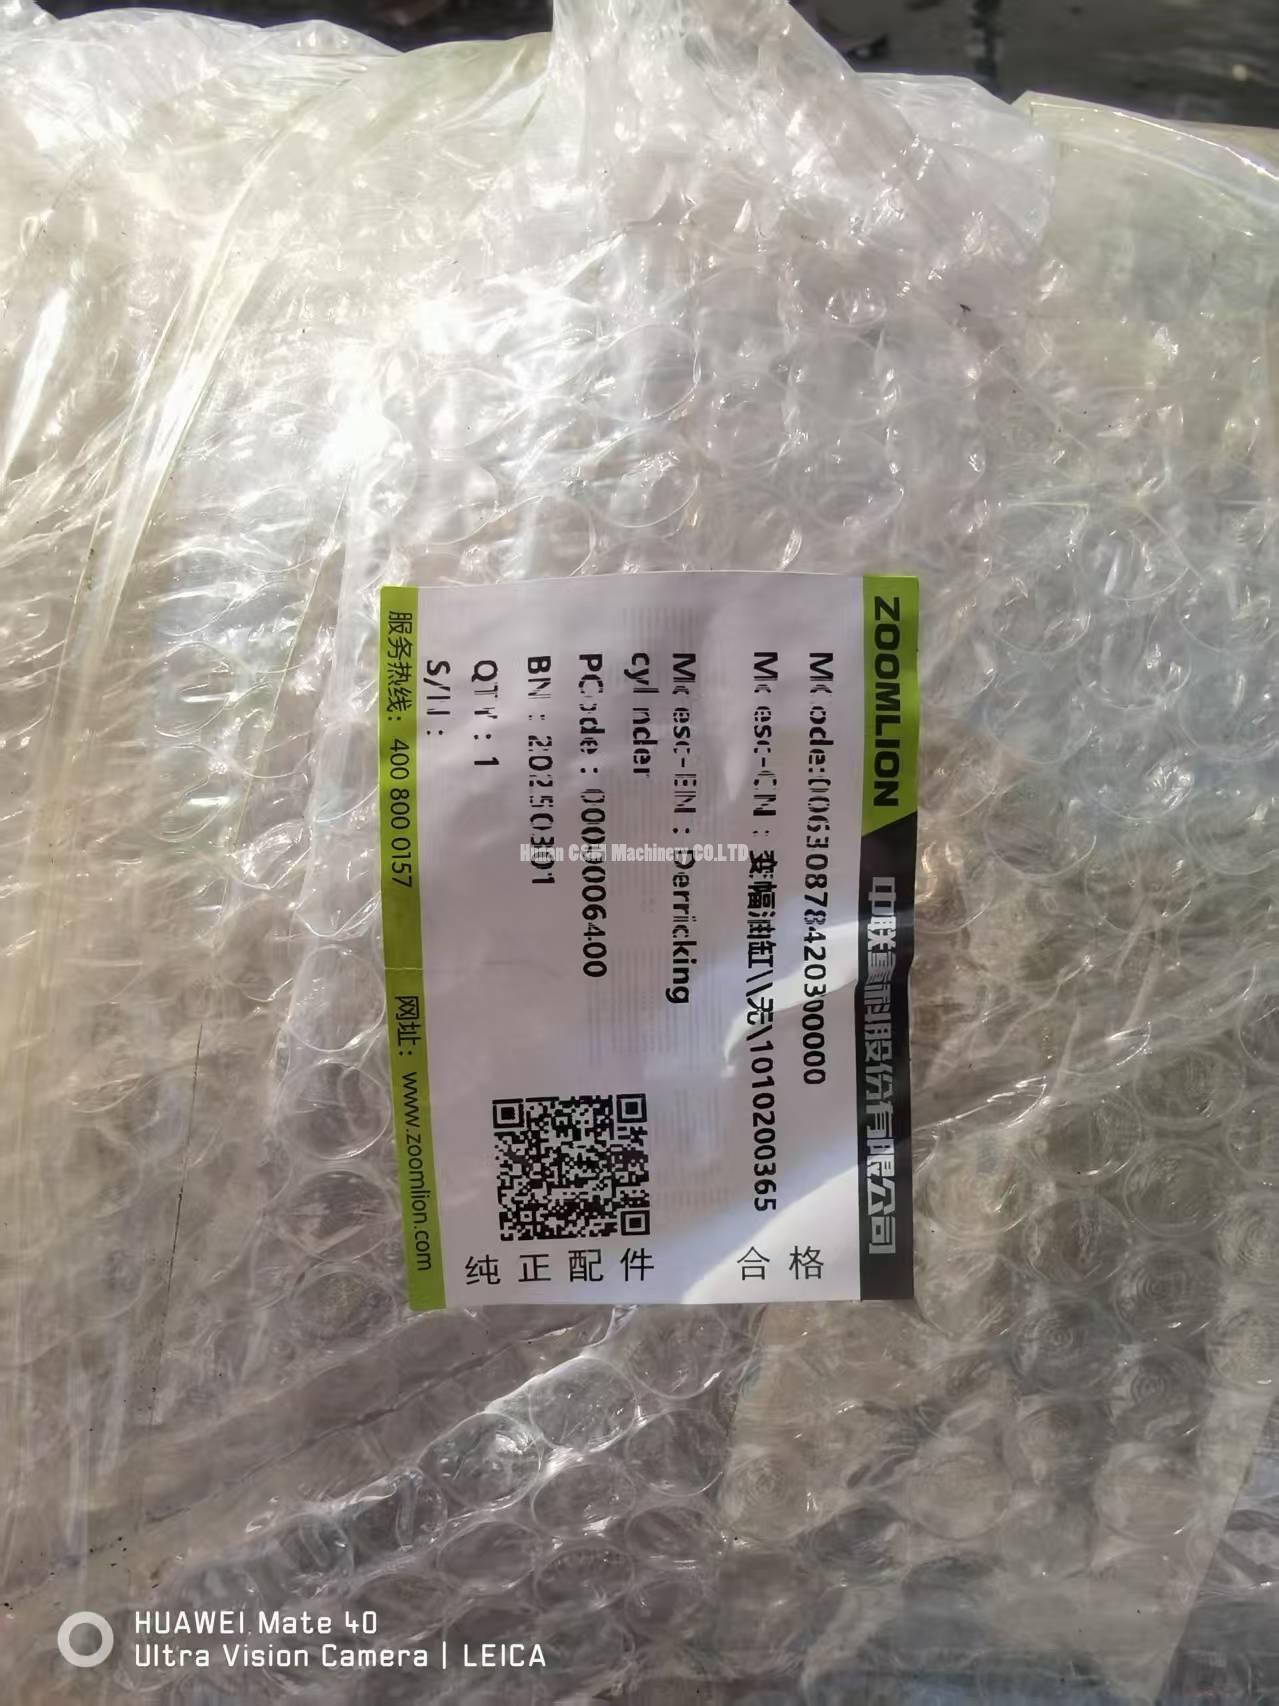 ZOOMLION 中联重科股份有限公司
Mcode:00630878420300000
Mdesc-CN : 变幅油缸\\无\1010200365
Mdesc-EN : Derricking
cylinder
PCode : 0000006400
BN : 20250301
QTY : 1
S/N :
纯正配件 合格
服务热线: 400 800 0157 网址: www.zoomlion.com
Hunan C&M Machinery CO.LTD
HUAWEI Mate 40
Ultra Vision Camera | LEICA